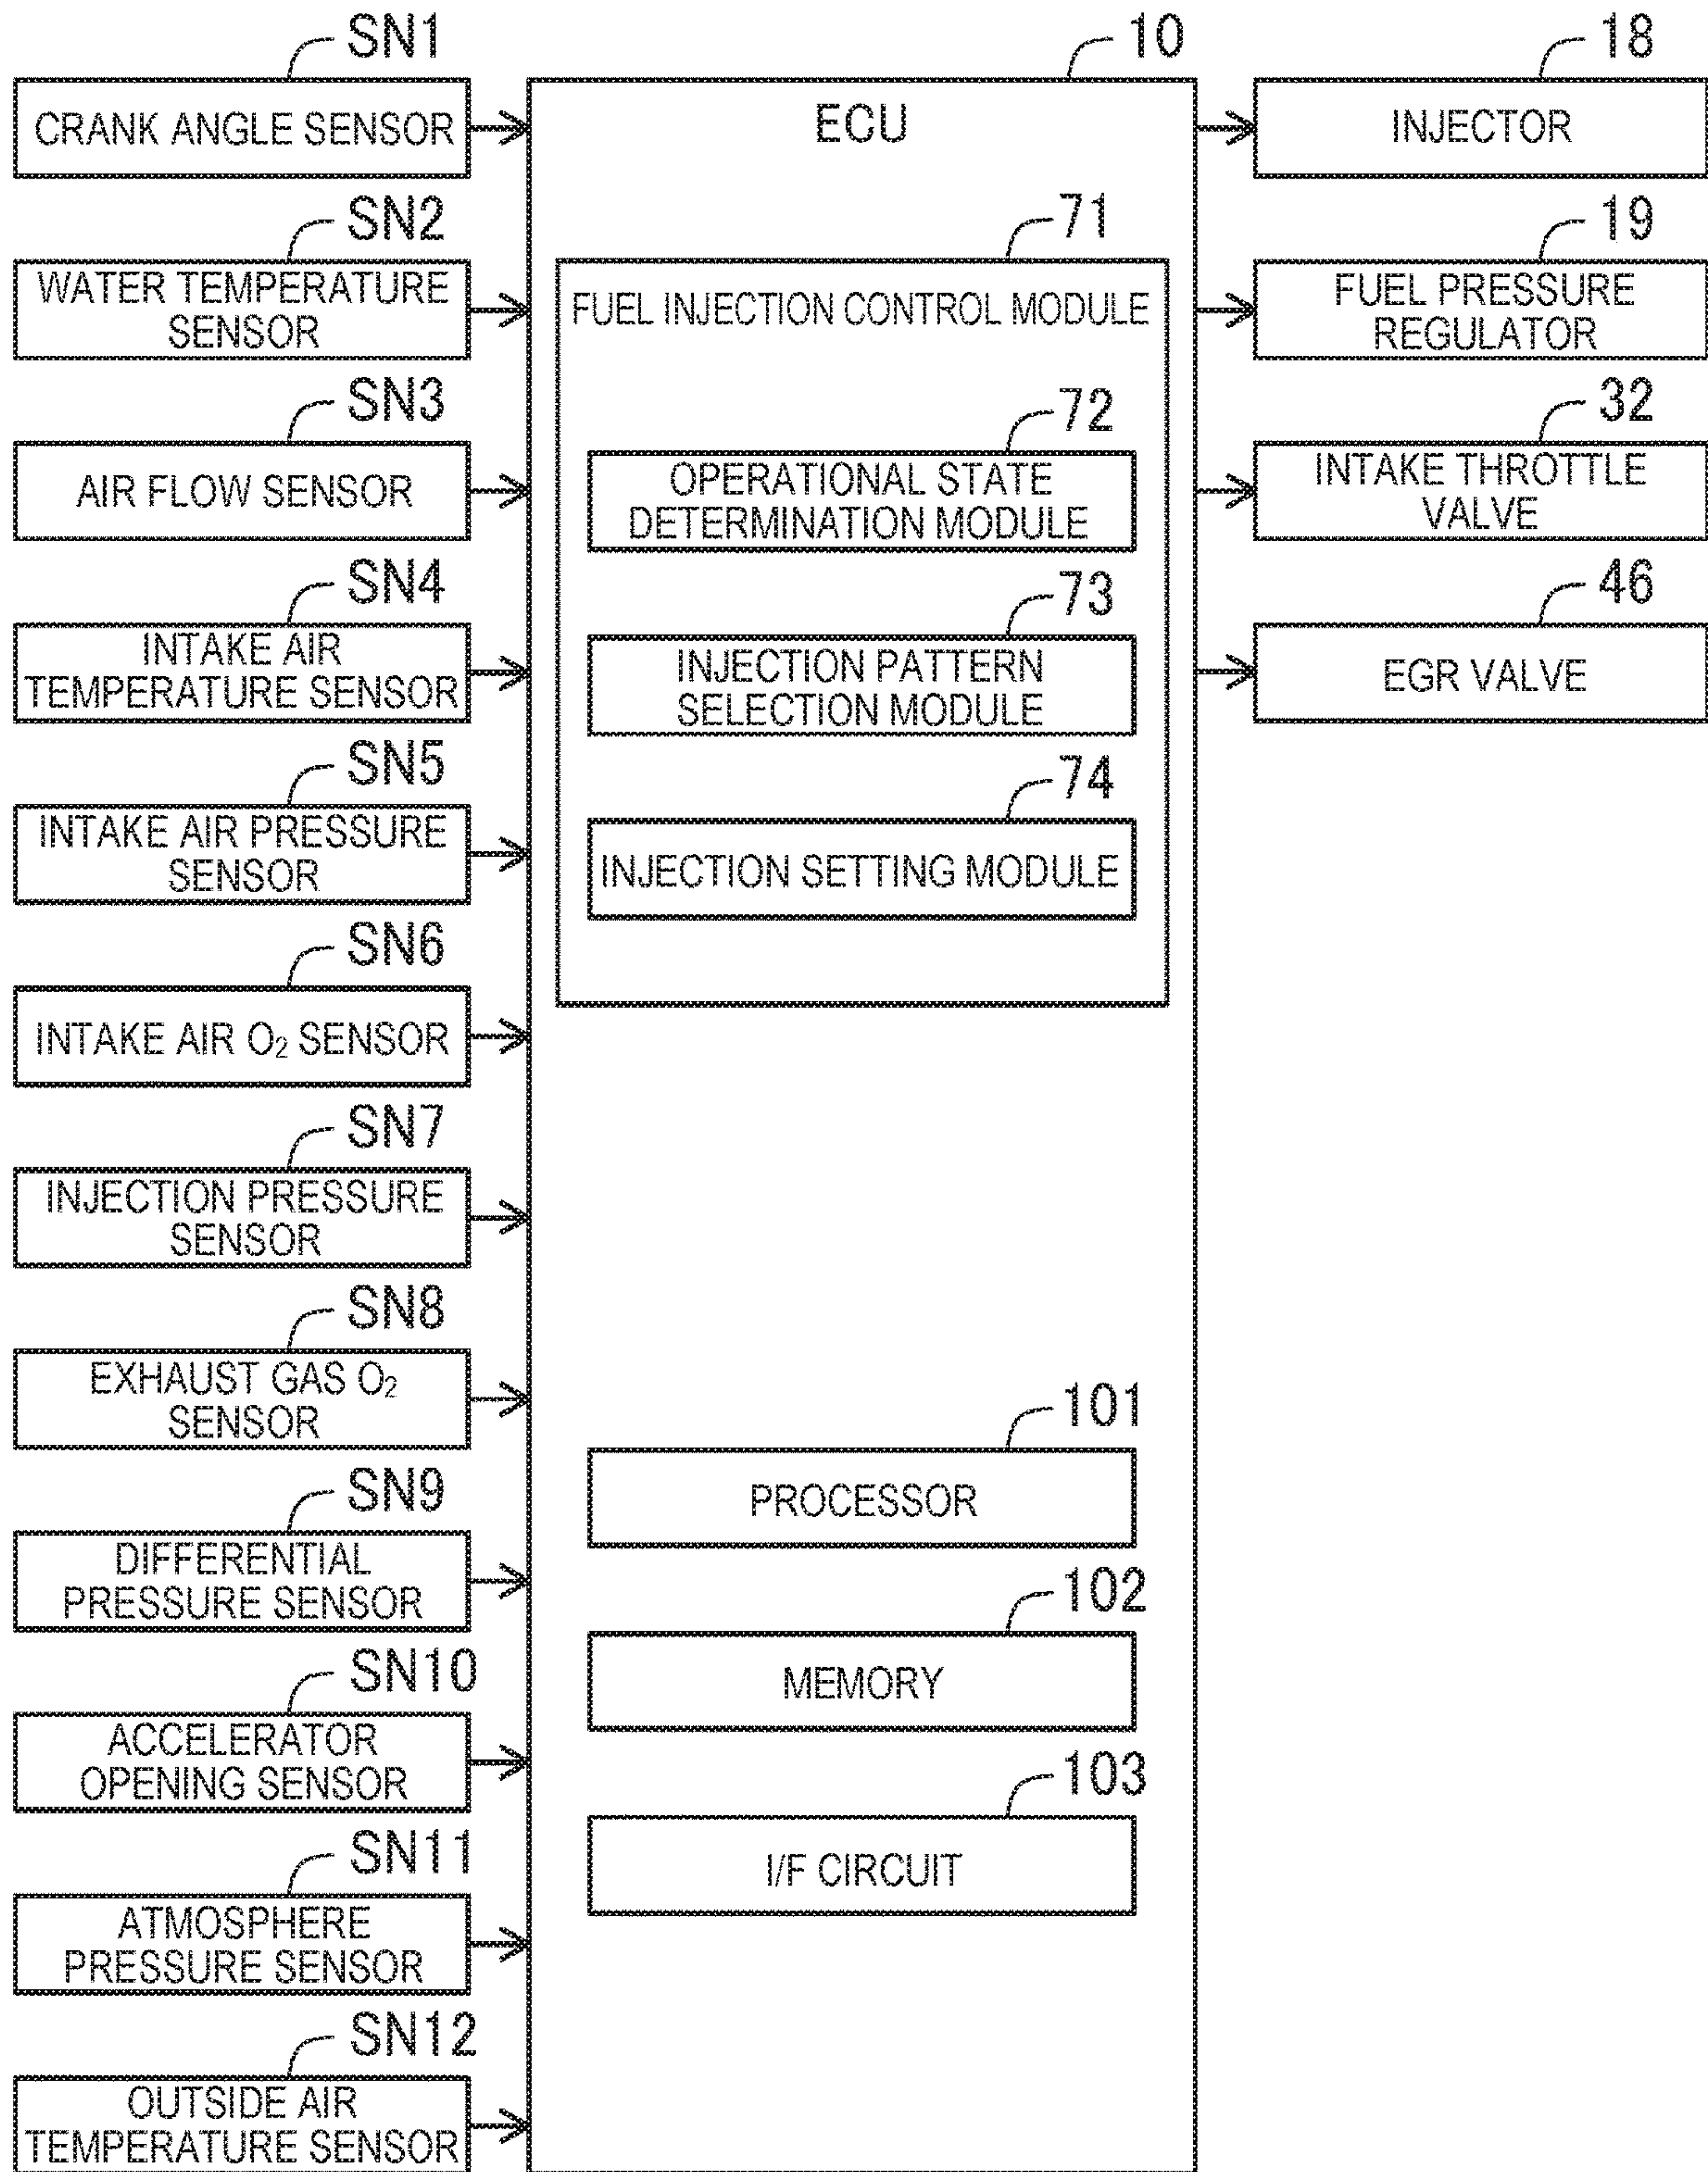 SN1
CRANK ANGLE SENSOR
SN2
WATER TEMPERATURE
SENSOR
SN3
AIR FLOW SENSOR
SN4
INTAKE AIR
TEMPERATURE SENSOR
SN5
INTAKE AIR PRESSURE
SENSOR
SN6
INTAKE AIR O₂ SENSOR
SN7
INJECTION PRESSURE
SENSOR
SN8
EXHAUST GAS O₂
SENSOR
SN9
DIFFERENTIAL
PRESSURE SENSOR
SN10
ACCELERATOR
OPENING SENSOR
SN11
ATMOSPHERE
PRESSURE SENSOR
SN12
OUTSIDE AIR
TEMPERATURE SENSOR
10
ECU
71
FUEL INJECTION CONTROL MODULE
72
OPERATIONAL STATE
DETERMINATION MODULE
73
INJECTION PATTERN
SELECTION MODULE
74
INJECTION SETTING MODULE
101
PROCESSOR
102
MEMORY
103
I/F CIRCUIT
18
INJECTOR
19
FUEL PRESSURE
REGULATOR
32
INTAKE THROTTLE
VALVE
46
EGR VALVE